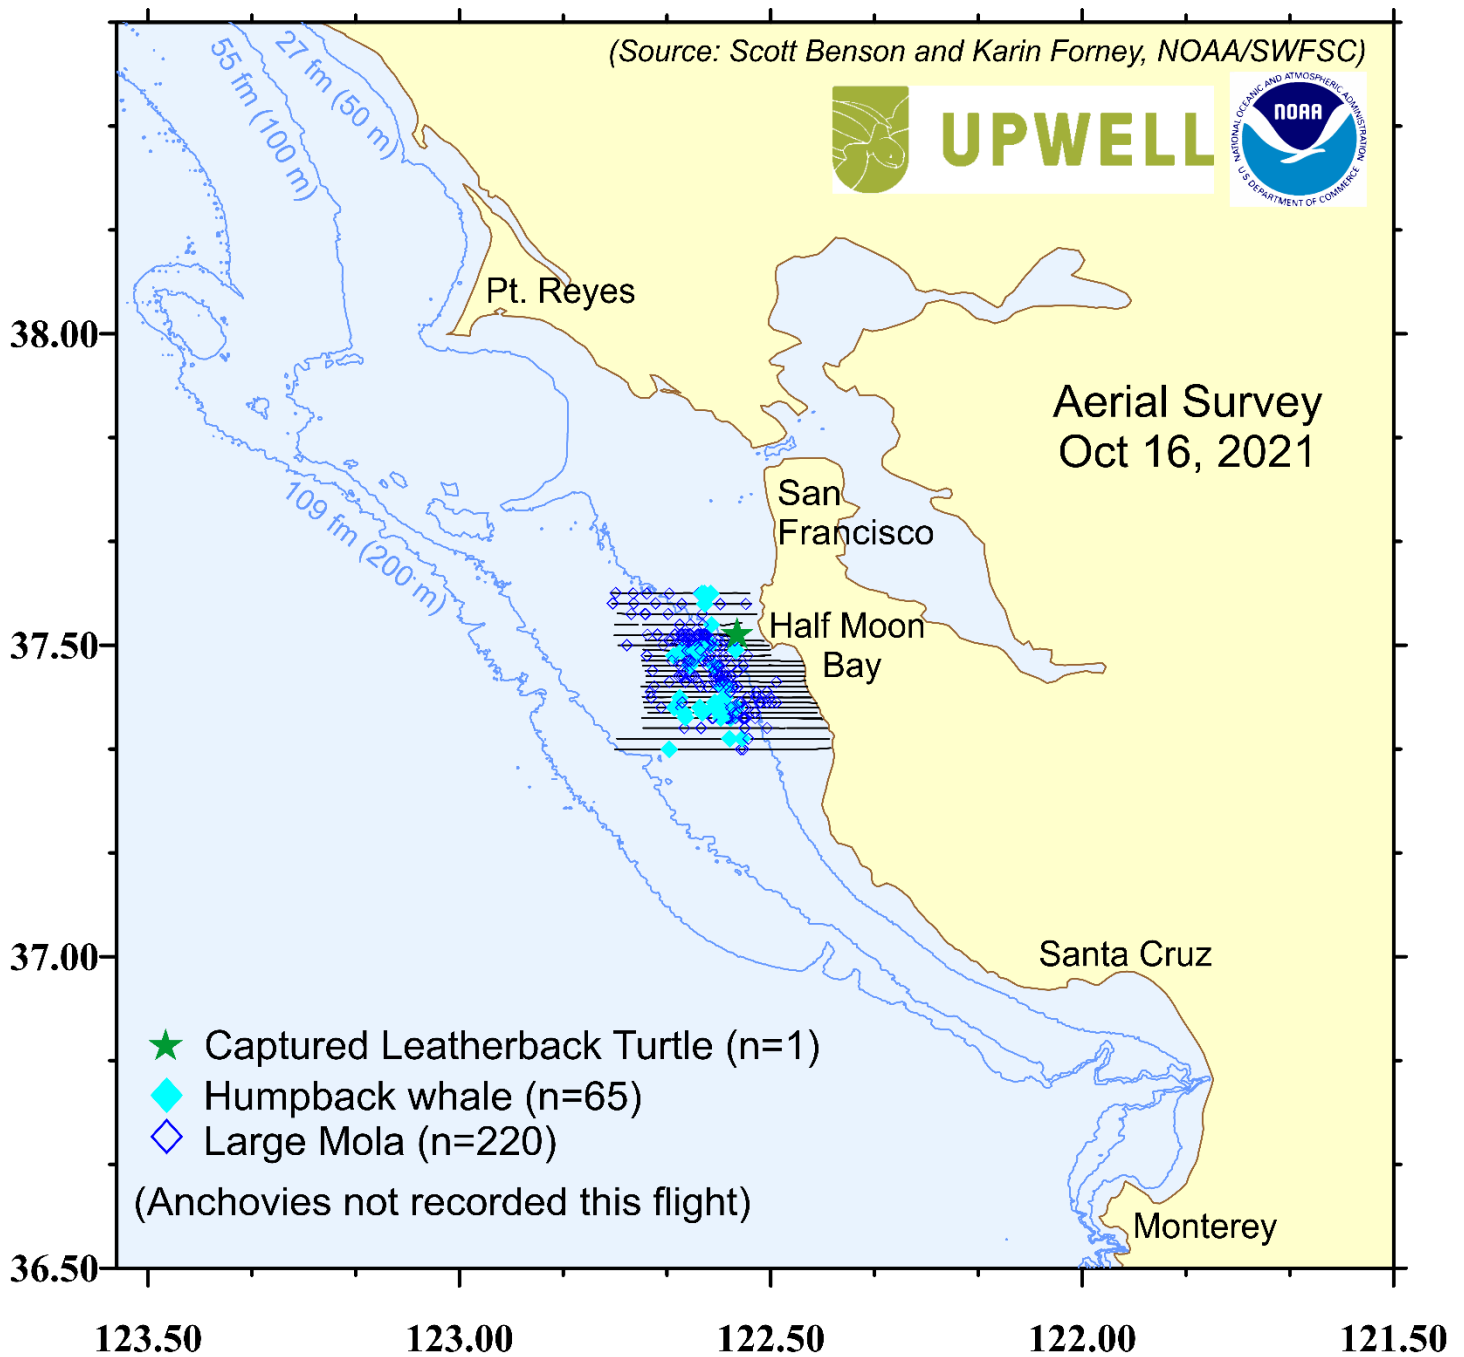 (Source: Scott Benson and Karin Forney, NOAA/SWFSC)
UPWELL
NATIONAL OCEANIC AND ATMOSPHERIC ADMINISTRATION
NOAA
U.S. DEPARTMENT OF COMMERCE
27 fm (50 m)
55 fm (100 m)
Pt. Reyes
38.00
Aerial Survey
Oct 16, 2021
109 fm (200 m)
San
Francisco
Half Moon
Bay
37.50
37.00
Santa Cruz
Captured Leatherback Turtle (n=1)
Humpback whale (n=65)
Large Mola (n=220)
(Anchovies not recorded this flight)
Monterey
36.50
123.50 123.00 122.50 122.00 121.50